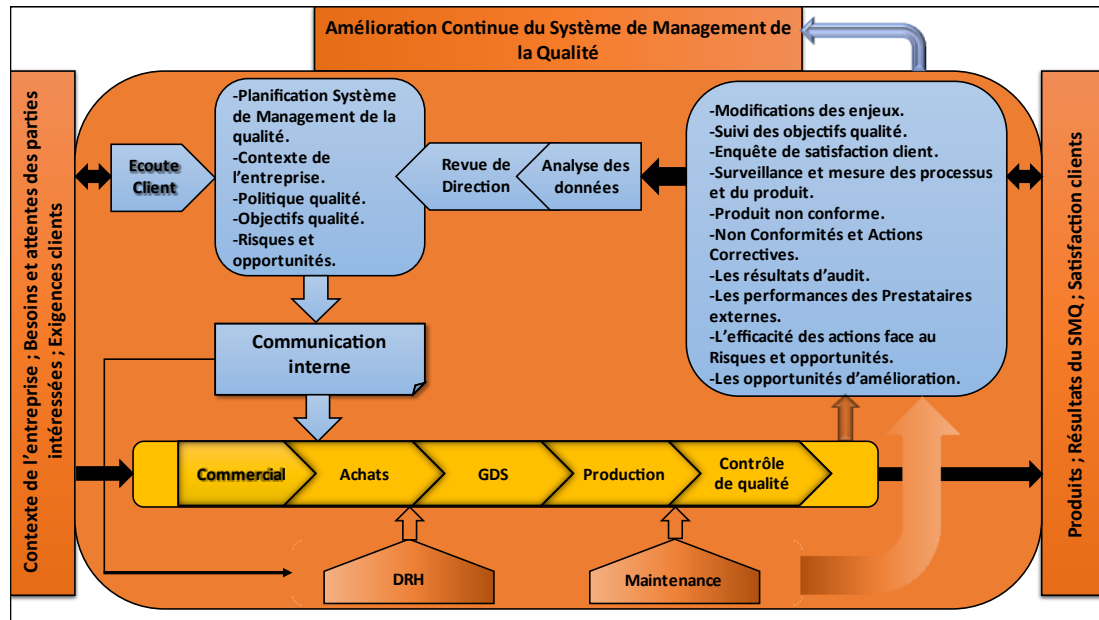 Amélioration Continue du Système de Management de
la Qualité
Contexte de l'entreprise ; Besoins et attentes des parties
intéressées ; Exigences clients
Ecoute
Client
-Planification Système
de Management de la
qualité.
-Contexte de
l'entreprise.
-Politique qualité.
-Objectifs qualité.
-Risques et
opportunités.
Revue de
Direction
Analyse des
données
-Modifications des enjeux.
-Suivi des objectifs qualité.
-Enquête de satisfaction client.
-Surveillance et mesure des processus
et du produit.
-Produit non conforme.
-Non Conformités et Actions
Correctives.
-Les résultats d'audit.
-Les performances des Prestataires
externes.
-L'efficacité des actions face au
Risques et opportunités.
-Les opportunités d'amélioration.
Produits ; Résultats du SMQ ; Satisfaction clients
Communication
interne
Commercial
Achats
GDS
Production
Contrôle
de qualité
DRH
Maintenance